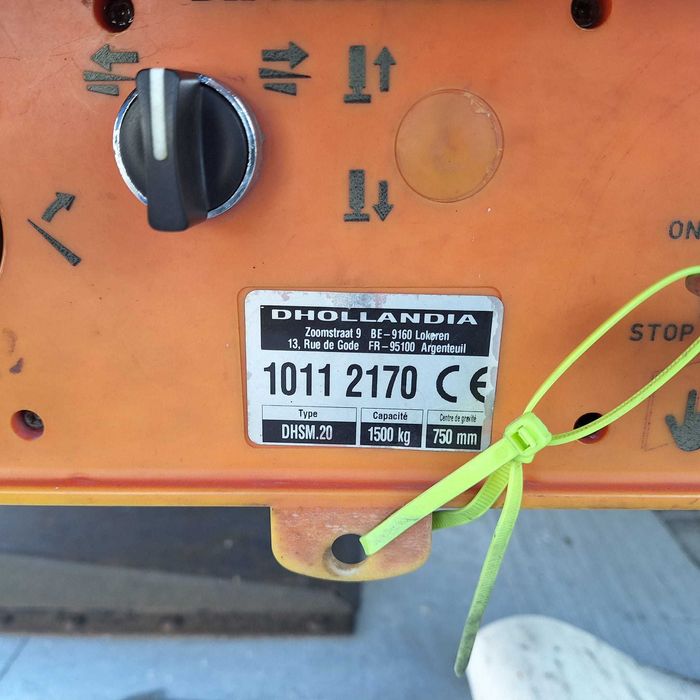 ON
STOP
DHOLLANDIA
Zoomstraat 9 BE-9160 Lokeren
13, Rue de Gode FR-95100 Argenteuil
1011 2170 CE
Type Capacité Centre de gravité
DHSM.20 1500 kg 750 mm